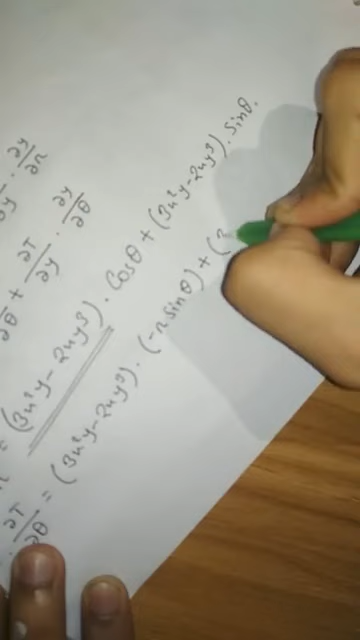 ∂y · ∂y/∂r
∂θ + ∂T/∂y · ∂y/∂θ
= (3x²y - 2xy³) · Cosθ + (3x²y - 2xy³) · Sinθ.
∂T/∂θ = (3x²y - 2xy³) · (-r sinθ) + (3